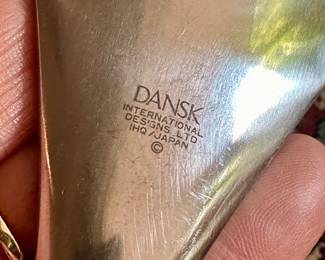 DANSK
INTERNATIONAL
DESIGNS LTD
IHQ/JAPAN
©